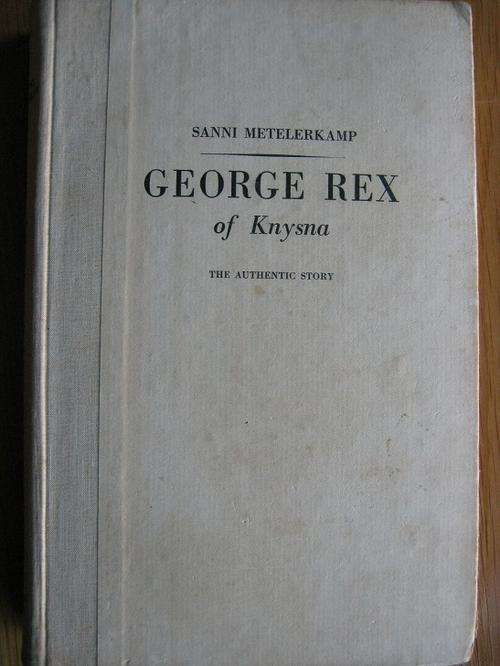 SANNI METELERKAMP
GEORGE REX
of Knysna
THE AUTHENTIC STORY